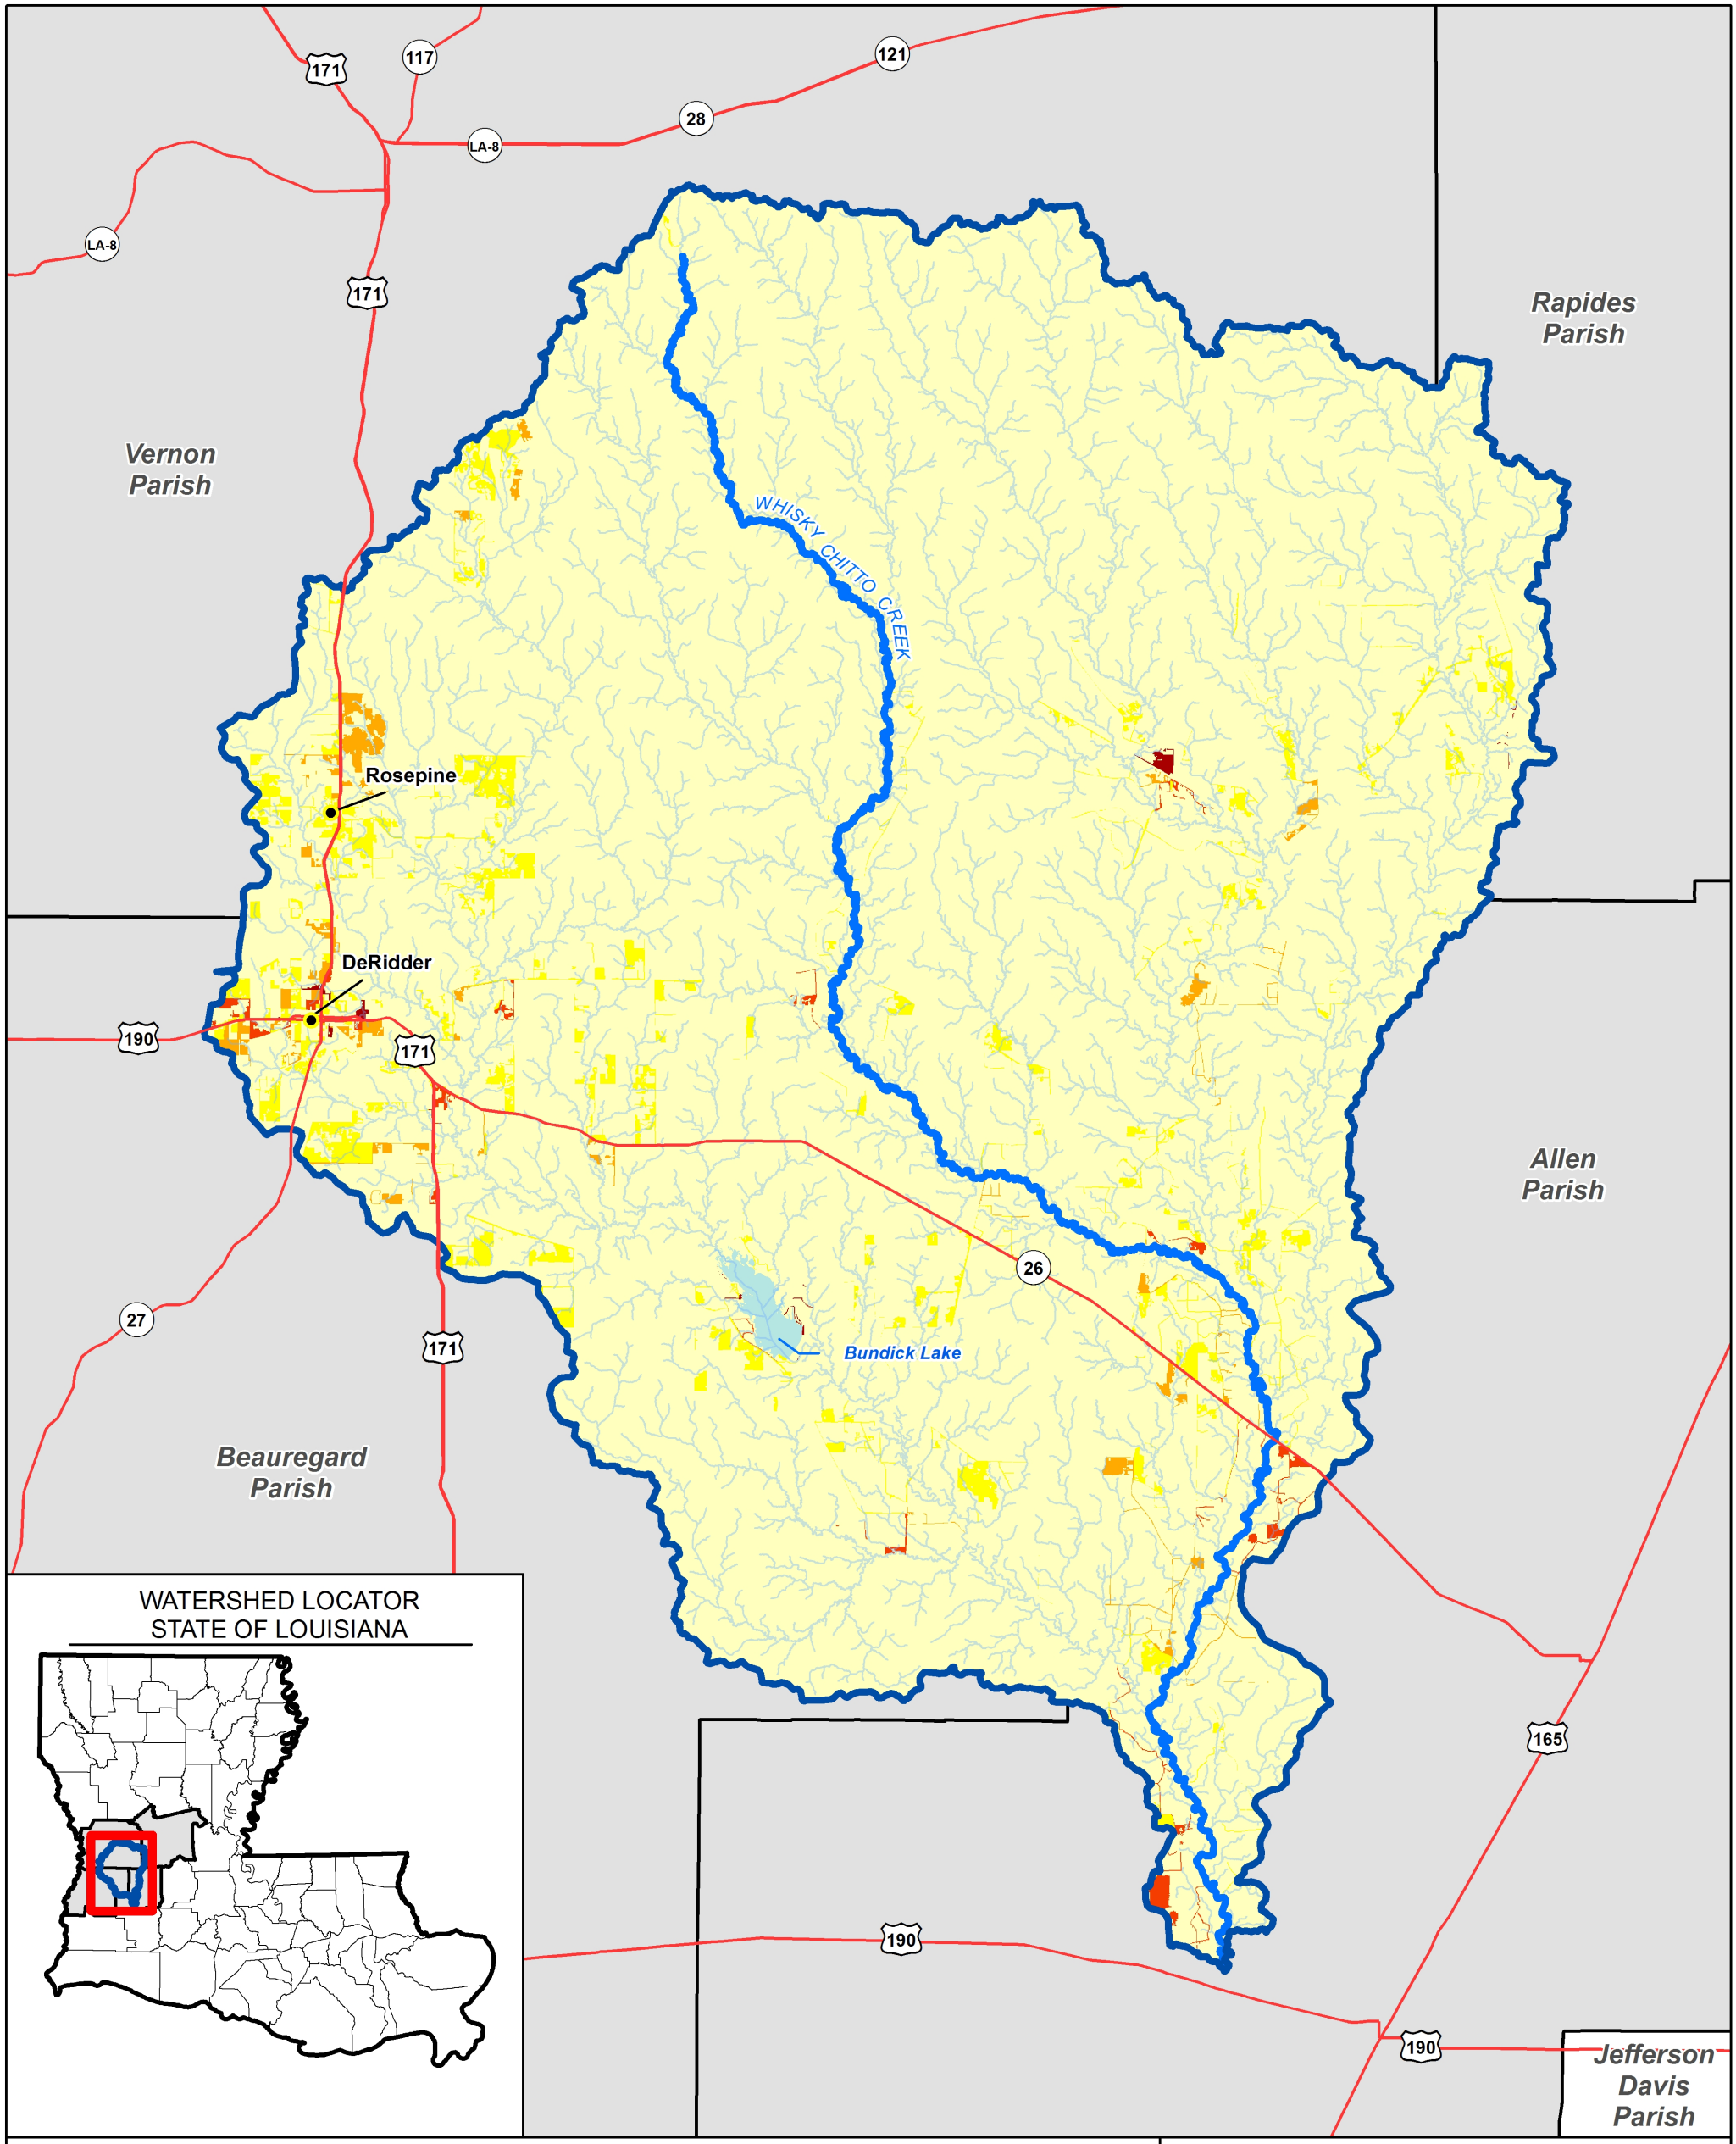 171
117
121
28
LA-8
LA-8
171
Rapides
Parish
Vernon
Parish
WHISKY CHITTO CREEK
Rosepine
DeRidder
190
171
Allen
Parish
26
27
171
Bundick Lake
Beauregard
Parish
WATERSHED LOCATOR
STATE OF LOUISIANA
165
190
190
Jefferson
Davis
Parish